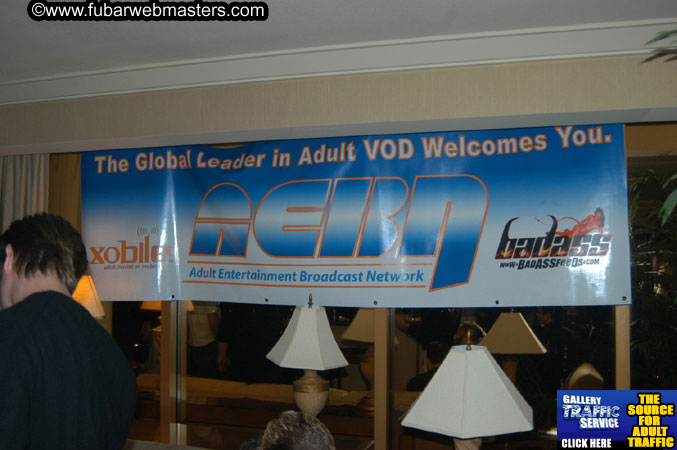 ©www.fubarwebmasters.com
The Global Leader in Adult VOD Welcomes You.
xobile
AEBN
Adult Entertainment Broadcast Network
badass
www.BADASSFEEDS.com
GALLERY
TRAFFIC
SERVICE
CLICK HERE
THE
SOURCE
FOR
ADULT
TRAFFIC